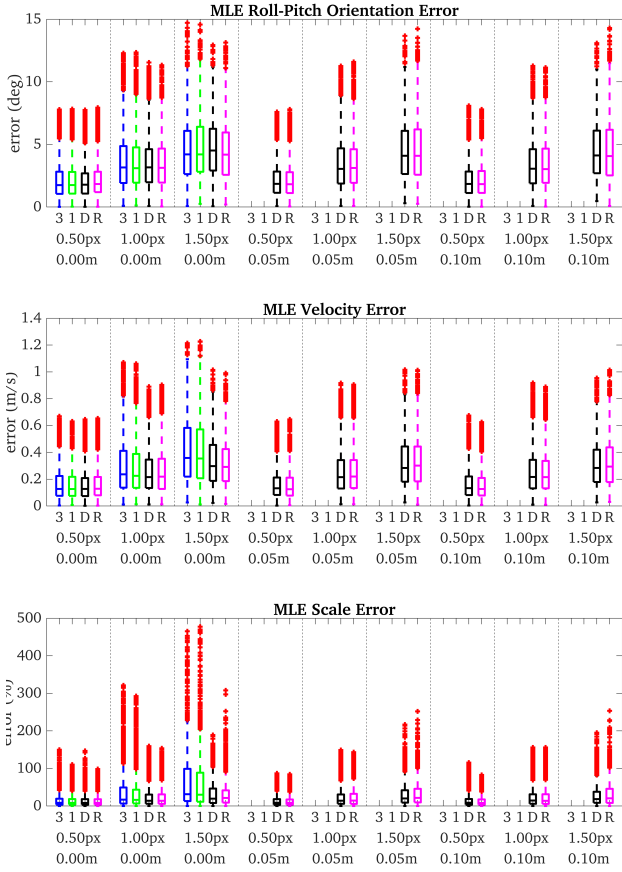 MLE Roll-Pitch Orientation Error
error (deg)
15
10
5
0
3 1 D R 3 1 D R 3 1 D R 3 1 D R 3 1 D R 3 1 D R 3 1 D R 3 1 D R 3 1 D R
0.50px 1.00px 1.50px 0.50px 1.00px 1.50px 0.50px 1.00px 1.50px
0.00m 0.00m 0.00m 0.05m 0.05m 0.05m 0.10m 0.10m 0.10m
MLE Velocity Error
error (m/s)
1.4
1.2
1
0.8
0.6
0.4
0.2
0
3 1 D R 3 1 D R 3 1 D R 3 1 D R 3 1 D R 3 1 D R 3 1 D R 3 1 D R 3 1 D R
0.50px 1.00px 1.50px 0.50px 1.00px 1.50px 0.50px 1.00px 1.50px
0.00m 0.00m 0.00m 0.05m 0.05m 0.05m 0.10m 0.10m 0.10m
MLE Scale Error
error (%)
500
400
300
200
100
0
3 1 D R 3 1 D R 3 1 D R 3 1 D R 3 1 D R 3 1 D R 3 1 D R 3 1 D R 3 1 D R
0.50px 1.00px 1.50px 0.50px 1.00px 1.50px 0.50px 1.00px 1.50px
0.00m 0.00m 0.00m 0.05m 0.05m 0.05m 0.10m 0.10m 0.10m